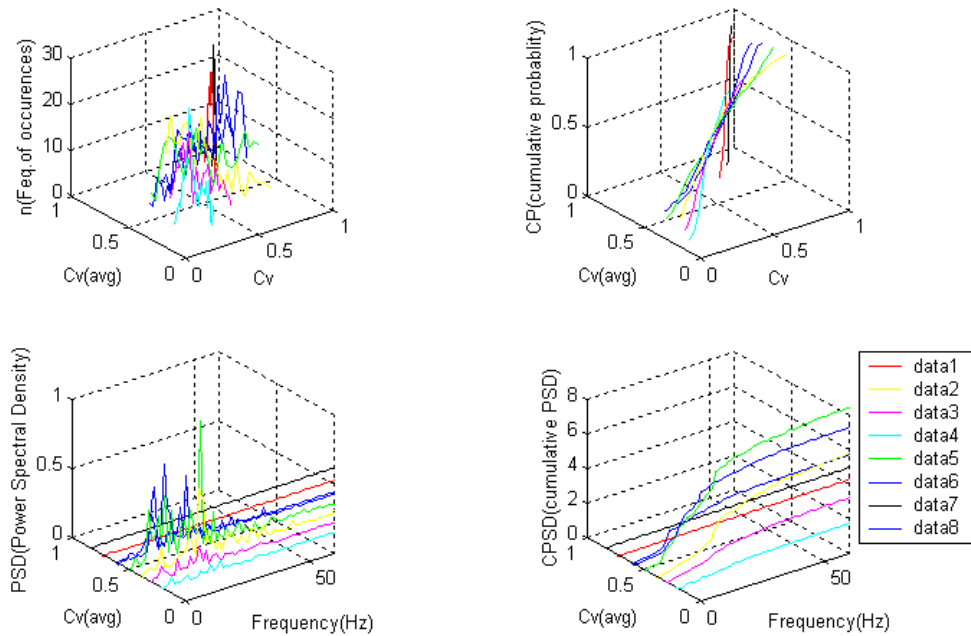 n(Feq.of occurences)
30
20
10
0
1
0.5
0
Cv(avg)
0
0.5
1
Cv
CP(cumulative probablity)
1
0.5
0
1
0.5
0
Cv(avg)
0
0.5
1
Cv
PSD(Power Spectral Density)
1
0.5
0
1
0.5
0
Cv(avg)
0
50
Frequency(Hz)
CPSD(cumulative PSD)
8
6
4
2
0
1
0.5
0
Cv(avg)
0
50
Frequency(Hz)
data1
data2
data3
data4
data5
data6
data7
data8